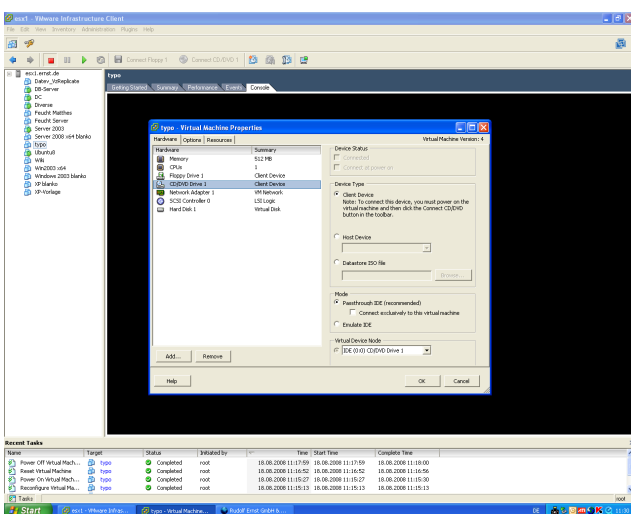 esx1 - VMware Infrastructure Client
File Edit View Inventory Administration Plugins Help
Connect Floppy 1 Connect CD/DVD 1
esx1.ernst.de
Datev_VzReplicate
DB-Server
DC
Diverse
Feucht Matthes
Feucht Server
Server 2003
Server 2008 x64 blanko
typo
Ubuntu8
Win2003 x64
Windows 2003 blanko
XP blanko
XP-Vorlage
typo
Getting Started Summary Performance Events Console
typo - Virtual Machine Properties
Hardware Options Resources
Virtual Machine Version: 4
Hardware Summary
Memory 512 MB
CPUs 1
Floppy Drive 1 Client Device
CD/DVD Drive 1 Client Device
Network Adapter 1 VM Network
SCSI Controller 0 LSI Logic
Hard Disk 1 Virtual Disk
Add... Remove
Device Status
Connected
Connect at power on
Device Type
Client Device
Note: To connect this device, you must power on the
virtual machine and then click the Connect CD/DVD
button in the toolbar.
Host Device
Datastore ISO file
Browse...
Mode
Passthrough IDE (recommended)
Connect exclusively to this virtual machine
Emulate IDE
Virtual Device Node
IDE (0:0) CD/DVD Drive 1
Help OK Cancel
Recent Tasks
Name Target Status Initiated by Time Start Time Complete Time
Power Off Virtual Mach... typo Completed root 18.08.2008 11:17:59 18.08.2008 11:17:59 18.08.2008 11:18:00
Reset Virtual Machine typo Completed root 18.08.2008 11:16:52 18.08.2008 11:16:52 18.08.2008 11:16:56
Power On Virtual Mach... typo Completed root 18.08.2008 11:15:27 18.08.2008 11:15:27 18.08.2008 11:15:30
Reconfigure Virtual Ma... typo Completed root 18.08.2008 11:15:13 18.08.2008 11:15:13 18.08.2008 11:15:13
Tasks root
Start esx1 - VMware Infras... typo - Virtual Machine... Rudolf Ernst GmbH & ... DE 11:30